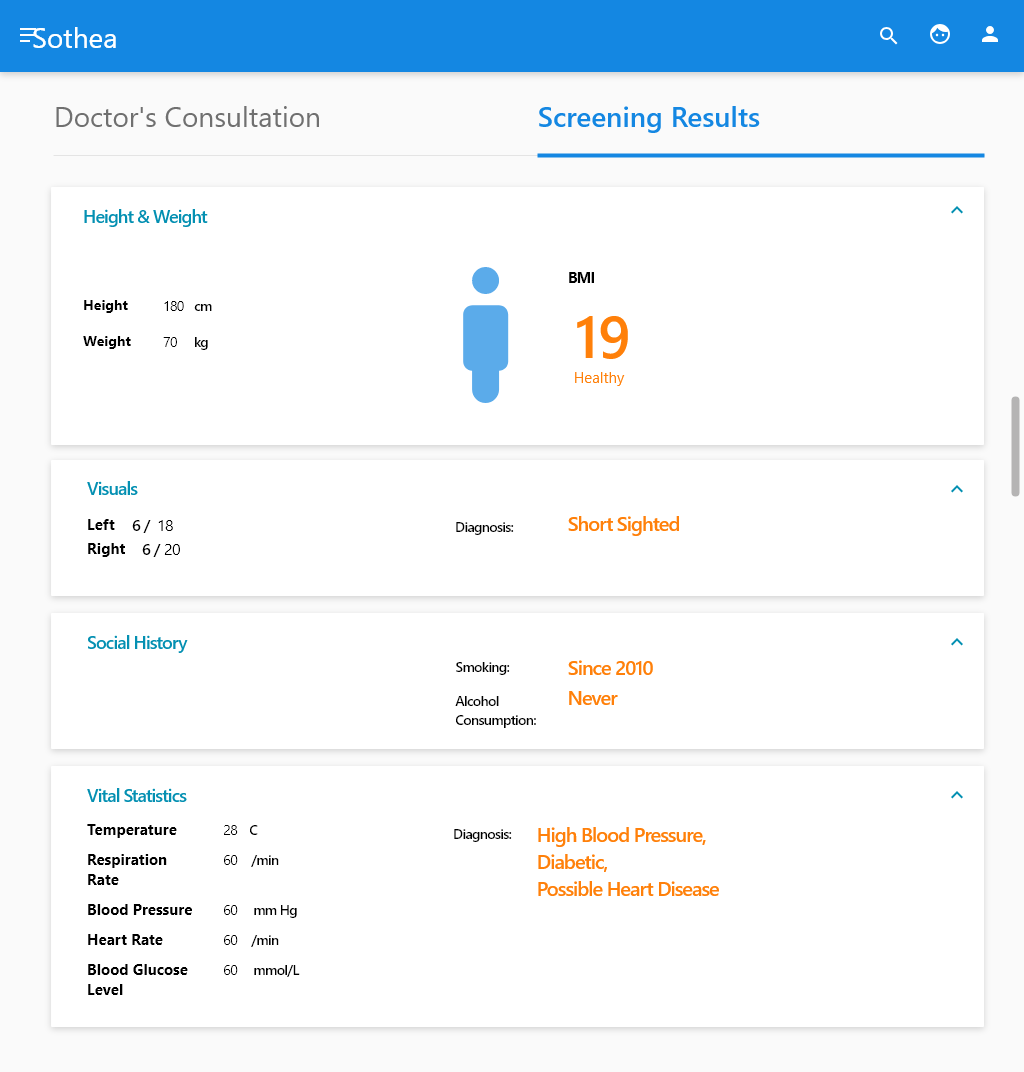 Sothea
Doctor's Consultation
Screening Results
Height & Weight
Height 180 cm
Weight 70 kg
BMI
19
Healthy
Visuals
Left 6 / 18
Right 6 / 20
Diagnosis: Short Sighted
Social History
Smoking: Since 2010
Alcohol
Consumption:
Never
Vital Statistics
Temperature 28 C
Respiration
Rate
60 /min
Blood Pressure 60 mm Hg
Heart Rate 60 /min
Blood Glucose
Level
60 mmol/L
Diagnosis: High Blood Pressure,
Diabetic,
Possible Heart Disease